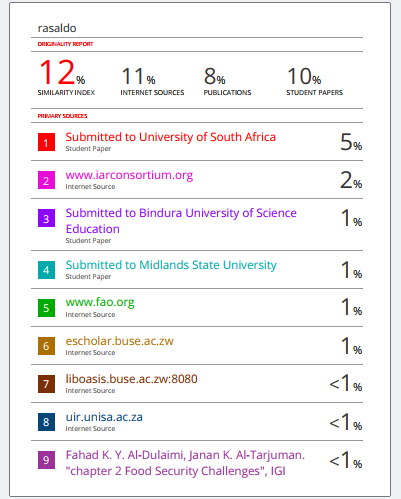 rasaldo
ORIGINALITY REPORT
12% 11% 8% 10%
SIMILARITY INDEX INTERNET SOURCES PUBLICATIONS STUDENT PAPERS
PRIMARY SOURCES
1 Submitted to University of South Africa 5%
Student Paper
2 www.iarconsortium.org 2%
Internet Source
3 Submitted to Bindura University of Science 1%
Education
Student Paper
4 Submitted to Midlands State University 1%
Student Paper
5 www.fao.org 1%
Internet Source
6 escholar.buse.ac.zw 1%
Internet Source
7 liboasis.buse.ac.zw:8080 <1%
Internet Source
8 uir.unisa.ac.za <1%
Internet Source
9 Fahad K. Y. Al-Dulaimi, Janan K. Al-Tarjuman. <1%
"chapter 2 Food Security Challenges", IGI